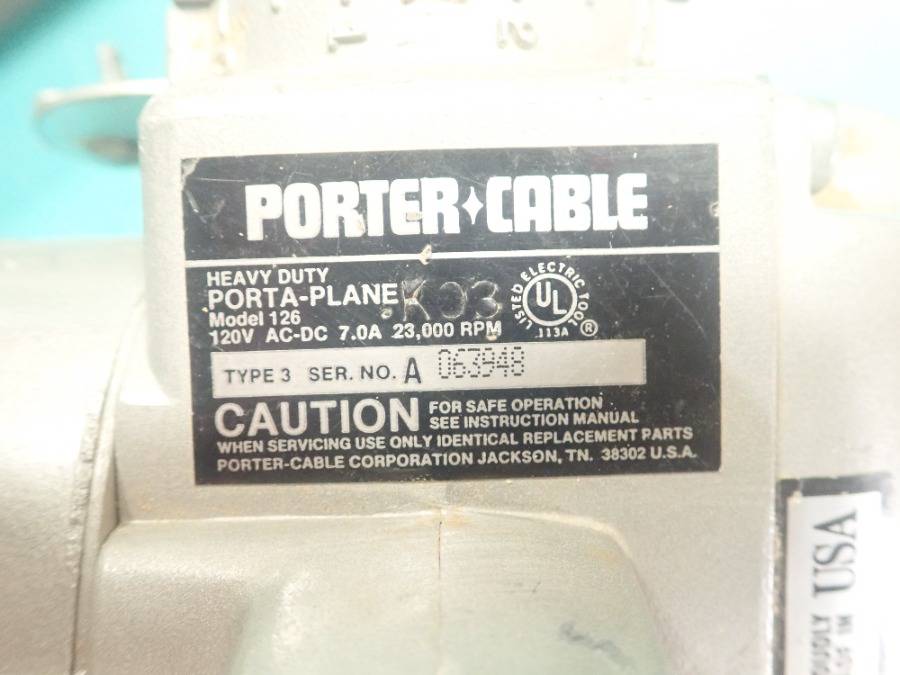 PORTER✦CABLE
HEAVY DUTY
PORTA-PLANE K03
Model 126
120V AC-DC 7.0A 23,000 RPM
LISTED ELECTRIC TOOL
UL
113A
®
TYPE 3 SER. NO. A 063948
CAUTION FOR SAFE OPERATION
SEE INSTRUCTION MANUAL
WHEN SERVICING USE ONLY IDENTICAL REPLACEMENT PARTS
PORTER-CABLE CORPORATION JACKSON, TN. 38302 U.S.A.
USA